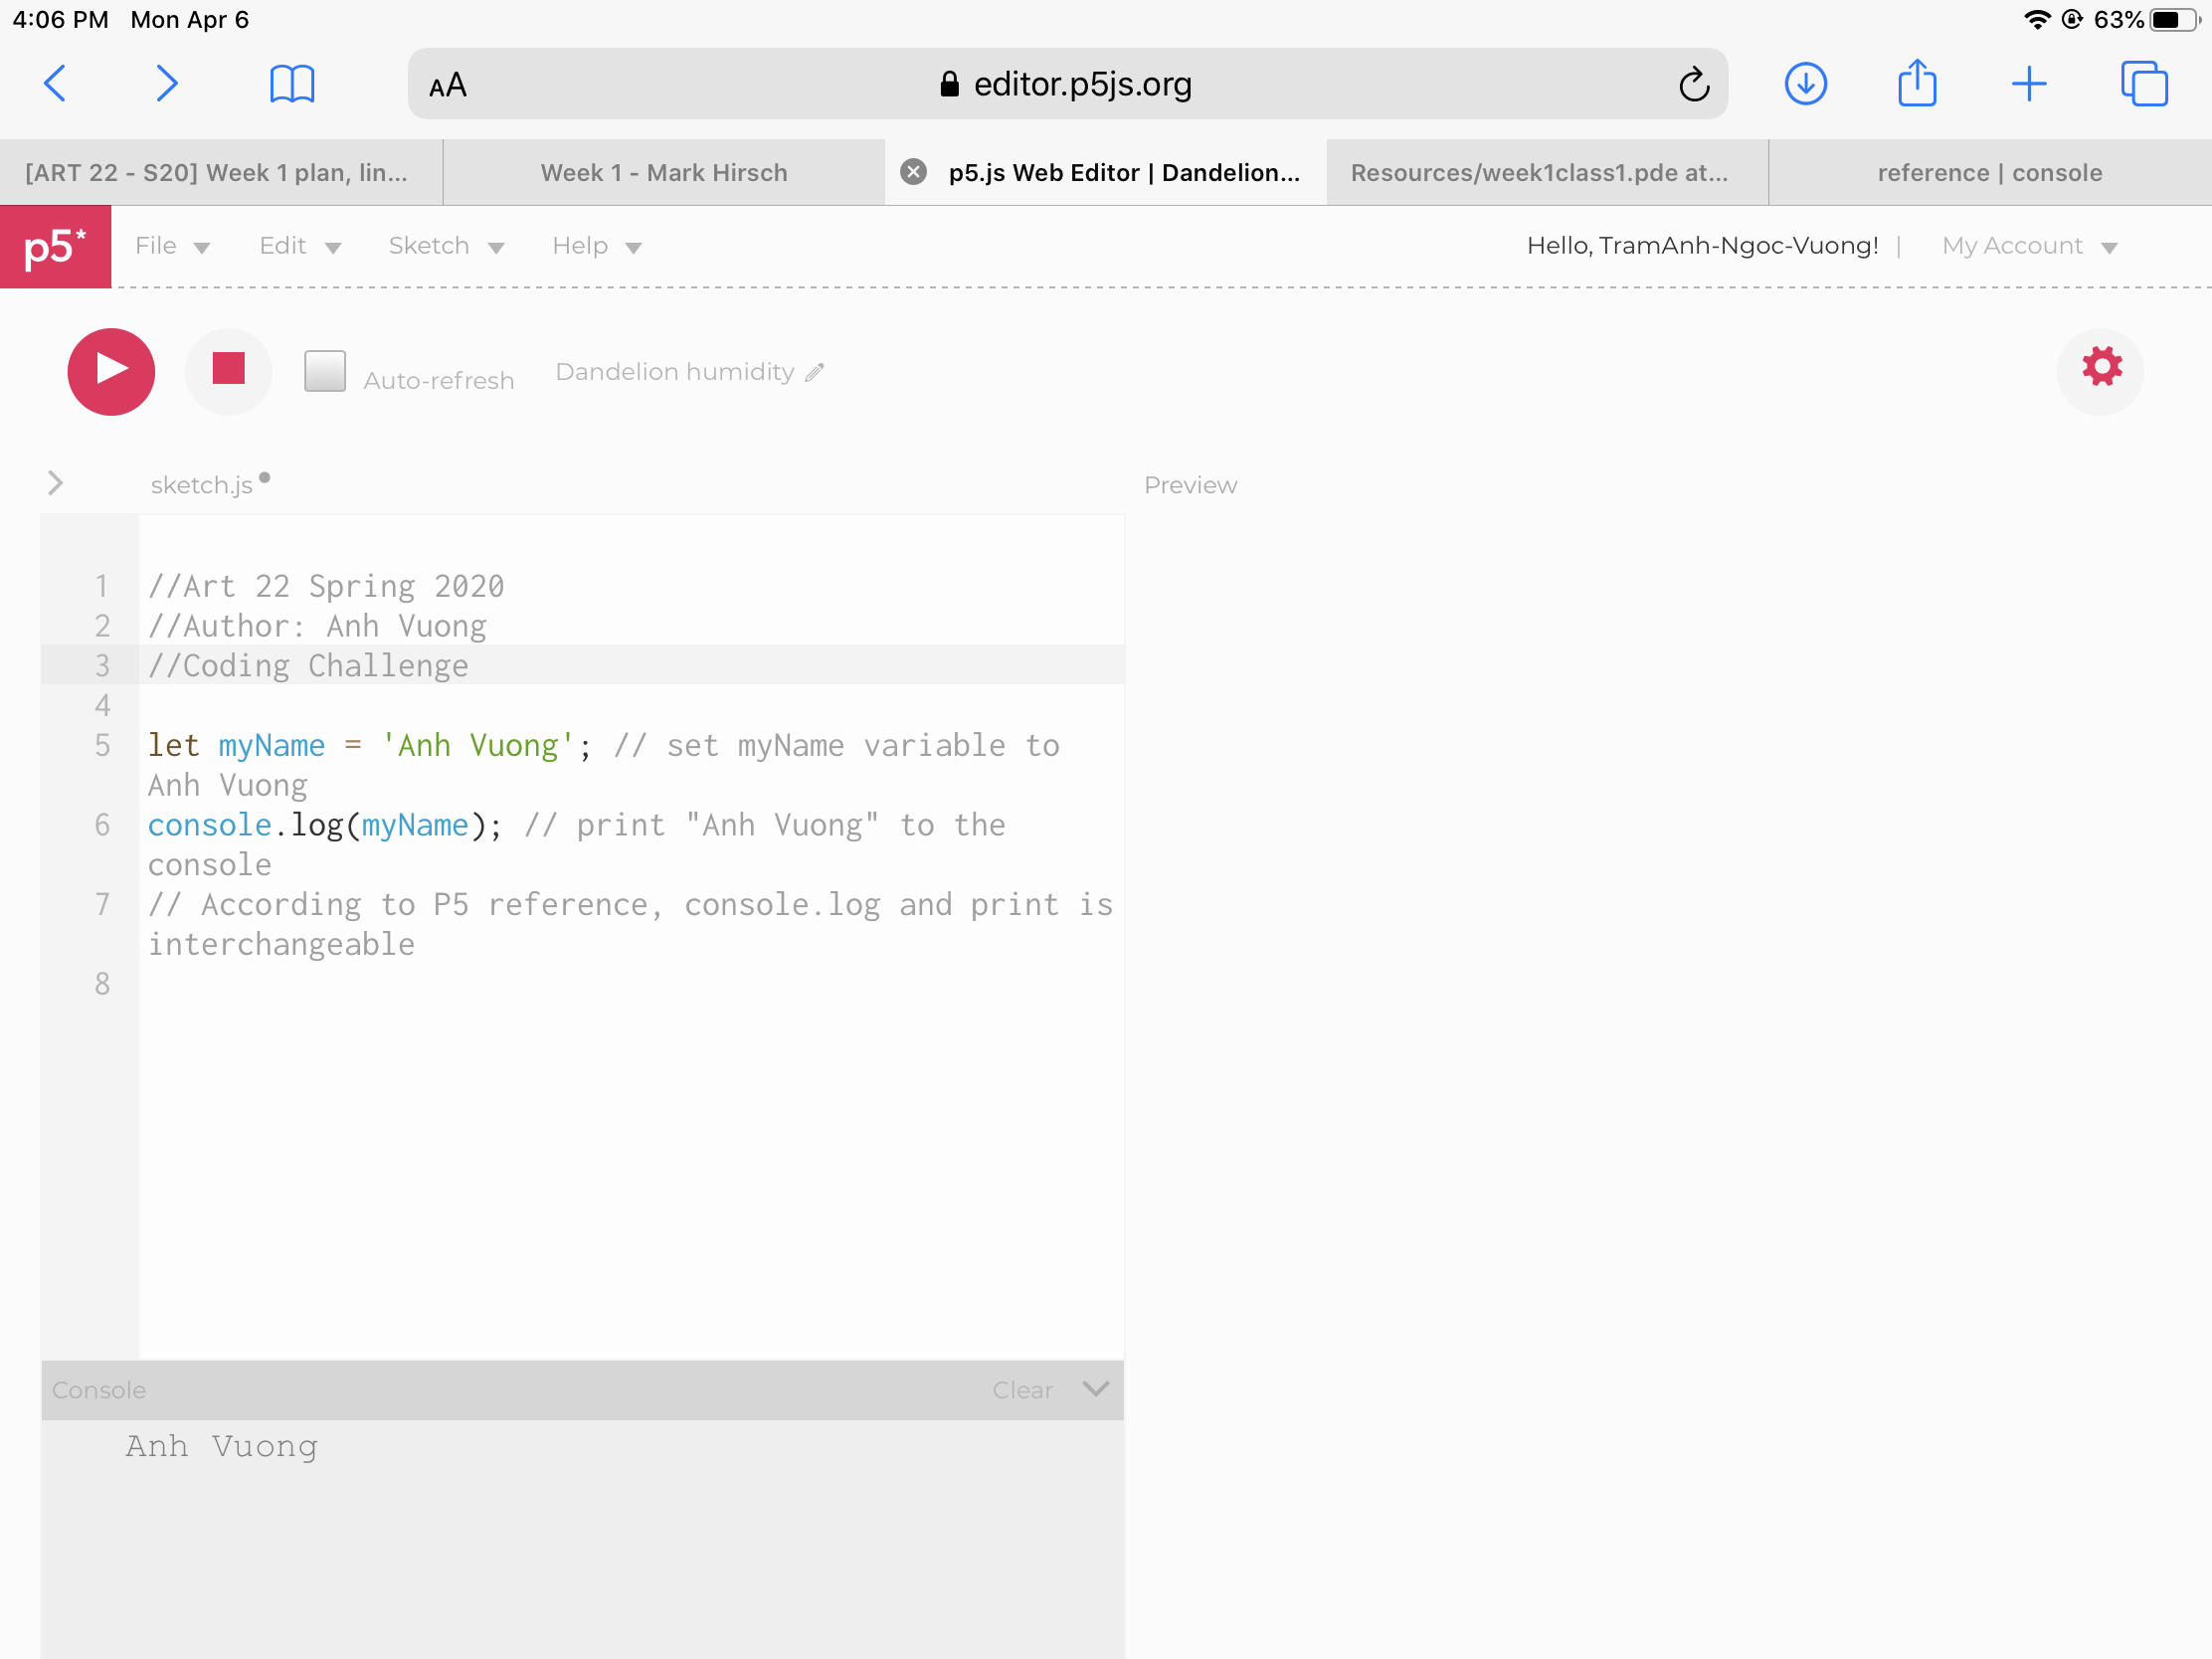 4:06 PM Mon Apr 6 63%
AA editor.p5js.org
[ART 22 - S20] Week 1 plan, lin... Week 1 - Mark Hirsch p5.js Web Editor | Dandelion... Resources/week1class1.pde at... reference | console
p5* File Edit Sketch Help Hello, TramAnh-Ngoc-Vuong! | My Account
Auto-refresh Dandelion humidity
sketch.js Preview
1 //Art 22 Spring 2020
2 //Author: Anh Vuong
3 //Coding Challenge
4
5 let myName = 'Anh Vuong'; // set myName variable to
Anh Vuong
6 console.log(myName); // print "Anh Vuong" to the
console
7 // According to P5 reference, console.log and print is
interchangeable
8
Console Clear
Anh Vuong